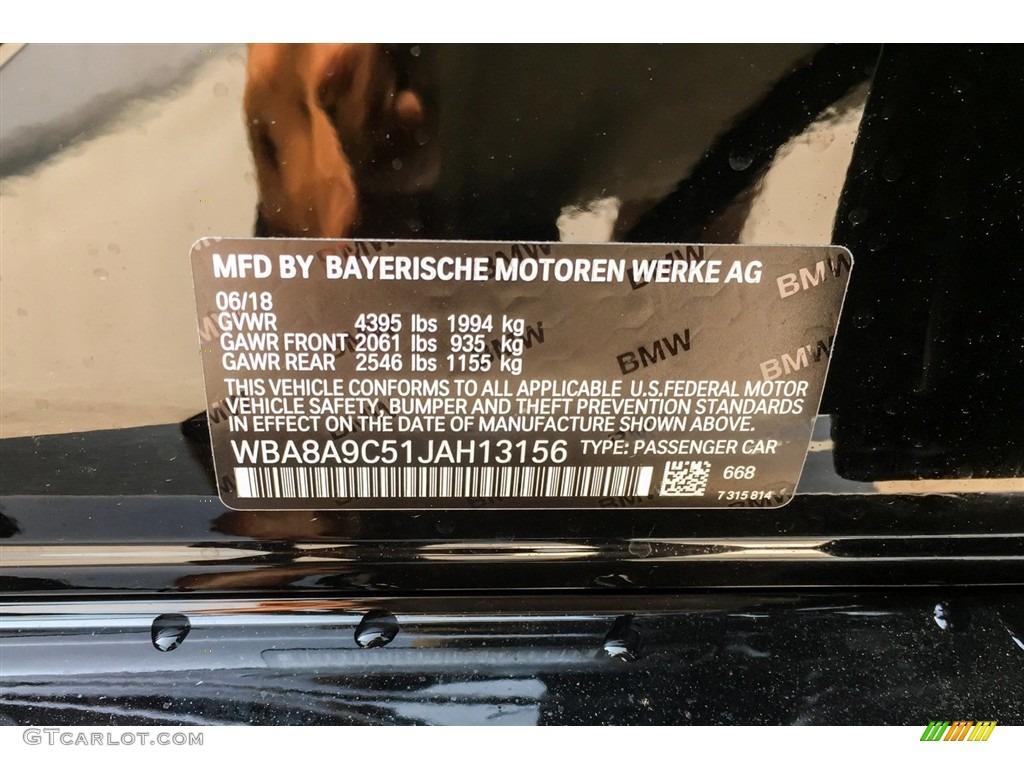 MFD BY BAYERISCHE MOTOREN WERKE AG
06/18
GVWR 4395 lbs 1994 kg
GAWR FRONT 2061 lbs 935 kg
GAWR REAR 2546 lbs 1155 kg
THIS VEHICLE CONFORMS TO ALL APPLICABLE U.S.FEDERAL MOTOR
VEHICLE SAFETY, BUMPER AND THEFT PREVENTION STANDARDS
IN EFFECT ON THE DATE OF MANUFACTURE SHOWN ABOVE.
WBA8A9C51JAH13156 TYPE: PASSENGER CAR
668
7 315 814
BMW
BMW
BMW
BMW
BMW
BMW
GTCarlot.com